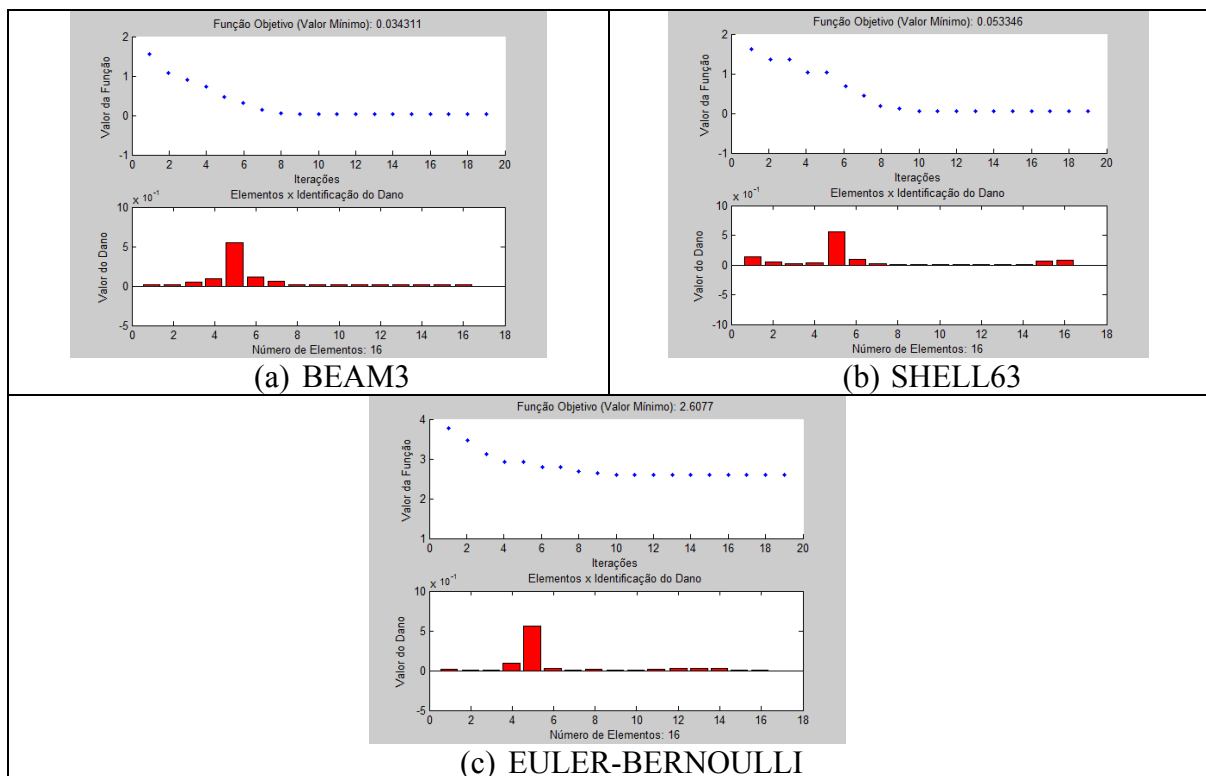 Função Objetivo (Valor Mínimo): 0.034311
Valor da Função
2
1
0
-1
0 2 4 6 8 10 12 14 16 18 20
Iterações
Elementos x Identificação do Dano
x 10⁻¹
Valor do Dano
10
5
0
-5
0 2 4 6 8 10 12 14 16 18
Número de Elementos: 16
(a) BEAM3
Função Objetivo (Valor Mínimo): 0.053346
Valor da Função
2
1
0
-1
0 2 4 6 8 10 12 14 16 18 20
Iterações
Elementos x Identificação do Dano
x 10⁻¹
Valor do Dano
10
5
0
-5
-10
0 2 4 6 8 10 12 14 16 18
Número de Elementos: 16
(b) SHELL63
Função Objetivo (Valor Mínimo): 2.6077
Valor da Função
4
3
2
1
0 2 4 6 8 10 12 14 16 18 20
Iterações
Elementos x Identificação do Dano
x 10⁻¹
Valor do Dano
10
5
0
-5
0 2 4 6 8 10 12 14 16 18
Número de Elementos: 16
(c) EULER-BERNOULLI